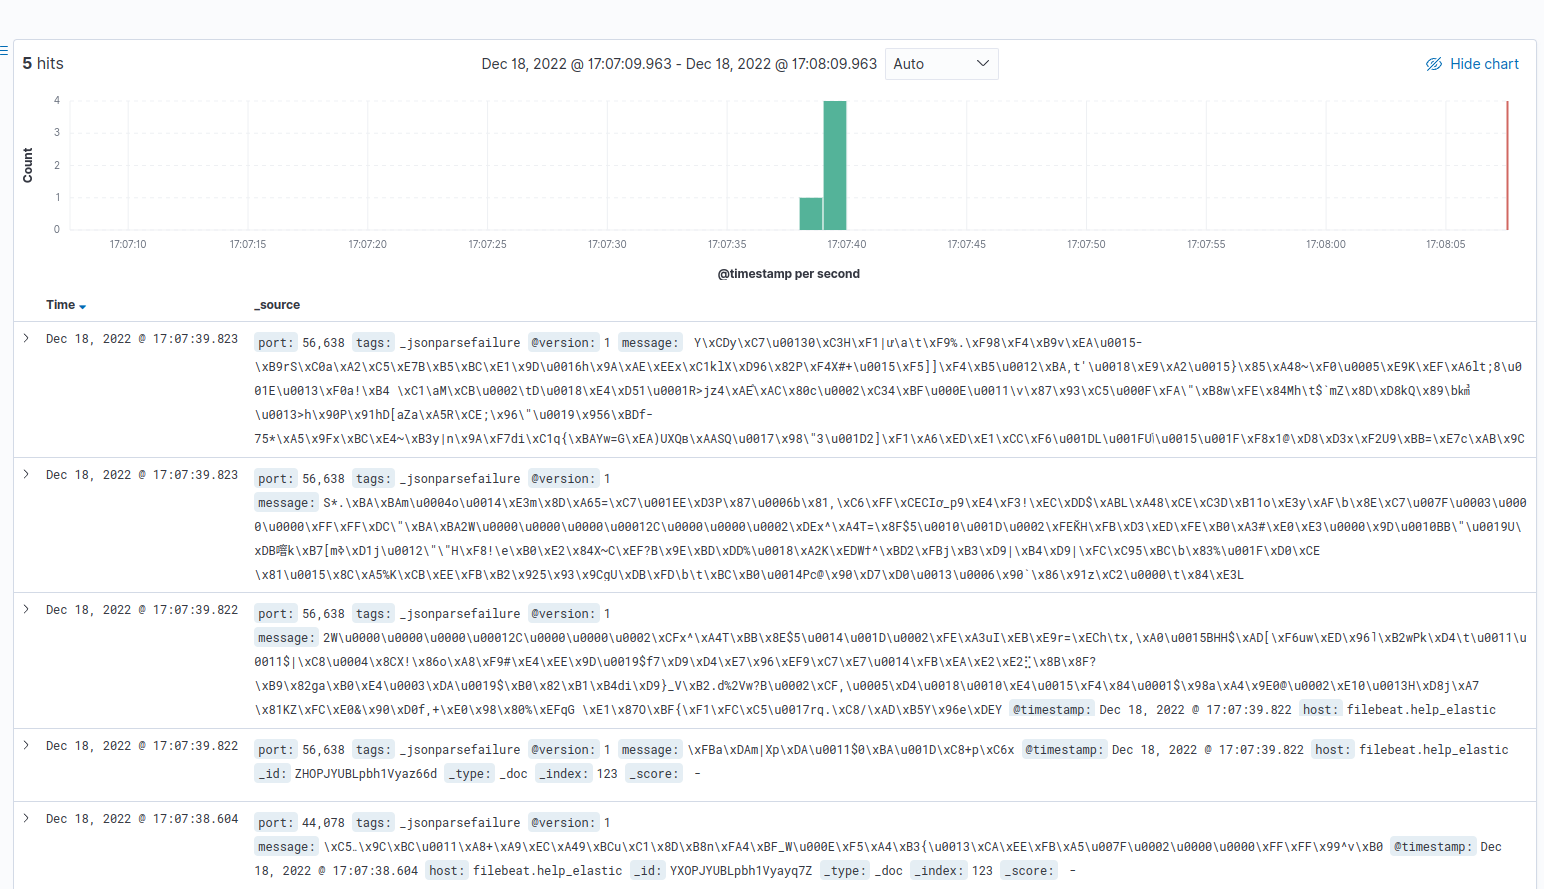 5 hits
Dec 18, 2022 @ 17:07:09.963 - Dec 18, 2022 @ 17:08:09.963
Auto
Hide chart
4
3
2
1
0
Count
17:07:10 17:07:15 17:07:20 17:07:25 17:07:30 17:07:35 17:07:40 17:07:45 17:07:50 17:07:55 17:08:00 17:08:05
@timestamp per second
Time _source
Dec 18, 2022 @ 17:07:39.823 port: 56,638 tags: _jsonparsefailure @version: 1 message: Y\xCDy\xC7\u00130\xC3H\xF1|ư\a\t\xF9%.\xF98\xF4\xB9v\xEA\u0015-
\xB9rS\xC0a\xA2\xC5\xE7B\xB5\xBC\xE1\x9D\u0016h\x9A\xAE\xEEx\xC1klX\xD96\x82P\xF4X#+\u0015\xF5]]\xF4\xB5\u0012\xBA,t'\u0018\xE9\xA2\u0015}\x85\xA48~\xF0\u0005\xE9K\xEF\xA6lt;8\u0
01E\u0013\xF0a!\xB4 \xC1\aM\xCB\u0002\tD\u0018\xE4\xD51\u0001R>jz4\xAE\xAC\x80c\u0002\xC34\xBF\u000E\u0011\v\x87\x93\xC5\u000F\xFA\"\xB8w\xFE\x84Mh\t$`mZ\x8D\xD8kQ\x89\bk㎢
\u0013>h\x90P\x91hD[aZa\xA5R\xCE;\x96\"\u0019\x956\xBDf-
75*\xA5\x9Fx\xBC\xE4~\xB3y|n\x9A\xF7di\xC1q{\xBAYw=G\xEA)UXQв\xAASQ\u0017\x98\"3\u001D2]\xF1\xA6\xED\xE1\xCC\xF6\u001DL\u001FU\u0015\u001F\xF8x1@\xD8\xD3x\xF2U9\xBB=\xE7c\xAB\x9C
Dec 18, 2022 @ 17:07:39.823 port: 56,638 tags: _jsonparsefailure @version: 1
message: S*.\xBA\xBAm\u0004o\u0014\xE3m\x8D\xA65=\xC7\u001EE\xD3P\x87\u0006b\x81,\xC6\xFF\xCECIơ_p9\xE4\xF3!\xEC\xDD$\xABL\xA48\xCE\xC3D\xB11o\xE3y\xAF\b\x8E\xC7\u007F\u0003\u000
0\u0000\xFF\xFF\xDC\"\xBA\xBA2W\u0000\u0000\u0000\u00012C\u0000\u0000\u0002\xDEx^\xA4T=\x8F$5\u0010\u001D\u0002\xFEǨH\xFB\xD3\xED\xFE\xB0\xA3#\xE0\xE3\u0000\x9D\u0010BB\"\u0019U\
\xDB\k\xB7[m\xD1j\u0012\"\"H\xF8!\e\xB0\xE2\x84X~C\xEF?B\x9E\xBD\xDD%\u0018\xA2K\xEDW†^\xBD2\xFBj\xB3\xD9|\xB4\xD9|\xFC\xC95\xBC\b\x83%\u001F\xD0\xCE
\x81\u0015\x8C\xA5%K\xCB\xEE\xFB\xB2\x925\x93\x9CgU\xDB\xFD\b\t\xBC\xB0\u0014Pc@\x90\xD7\xD0\u0013\u0006\x90`\x86\x91z\xC2\u0000\t\x84\xE3L
Dec 18, 2022 @ 17:07:39.822 port: 56,638 tags: _jsonparsefailure @version: 1
message: 2W\u0000\u0000\u0000\u00012C\u0000\u0000\u0002\xCFx^\xA4T\xBB\x8E$5\u0014\u001D\u0002\xFE\xA3uI\xEB\xE9r=\xECh\tx,\xA0\u0015BHH$\xAD[\xF6uw\xED\x96\xB2wPk\xD4\t\u0011\u
0011$|\xC8\u0004\x8CX!\x86o\xA8\xF9#\xE4\xEE\x9D\u0019$f7\xD9\xD4\xE7\x96\xEF9\xC7\xE7\u0014\xFB\xEA\xE2\xE2\x8B\x8F?
\xB9\x82ga\xB0\xE4\u0003\xDA\u0019$\xB0\x82\xB1\xB4di\xD9}_V\xB2.d%2Vw?B\u0002\xCF,\u0005\xD4\u0018\u0010\xE4\u0015\xF4\x84\u0001$\x98a\xA4\x9E0@\u0002\xE10\u0013H\xD8j\xA7
\x81KZ\xFC\xE0&\x90\xD0f,+\xE0\x98\x80%\xEFqG \xE1\x870\xBF{\xF1\xFC\xC5\u0017rq.\xC8/\xAD\xB5Y\x96e\xDEY @timestamp: Dec 18, 2022 @ 17:07:39.822 host: filebeat.help_elastic
Dec 18, 2022 @ 17:07:39.822 port: 56,638 tags: _jsonparsefailure @version: 1 message: \xFBa\xDAm|Xp\xDA\u0011$0\xBA\u001D\xC8+p\xC6x @timestamp: Dec 18, 2022 @ 17:07:39.822 host: filebeat.help_elastic
_id: ZHOPJYUBLpbh1Vyaz66d _type: _doc _index: 123 _score: -
Dec 18, 2022 @ 17:07:38.604 port: 44,078 tags: _jsonparsefailure @version: 1
message: \xC5.\x9C\xBC\u0011\xA8+\xA9\xEC\xA49\xBCu\xC1\x8D\xB8n\xFA4\xBF_W\u000E\xF5\xA4\xB3{\u0013\xCA\xEE\xFB\xA5\u007F\u0002\u0000\u0000\xFF\xFF\x99^v\xB0 @timestamp: Dec
18, 2022 @ 17:07:38.604 host: filebeat.help_elastic _id: YXOPJYUBLpbh1Vyayq7Z _type: _doc _index: 123 _score: -